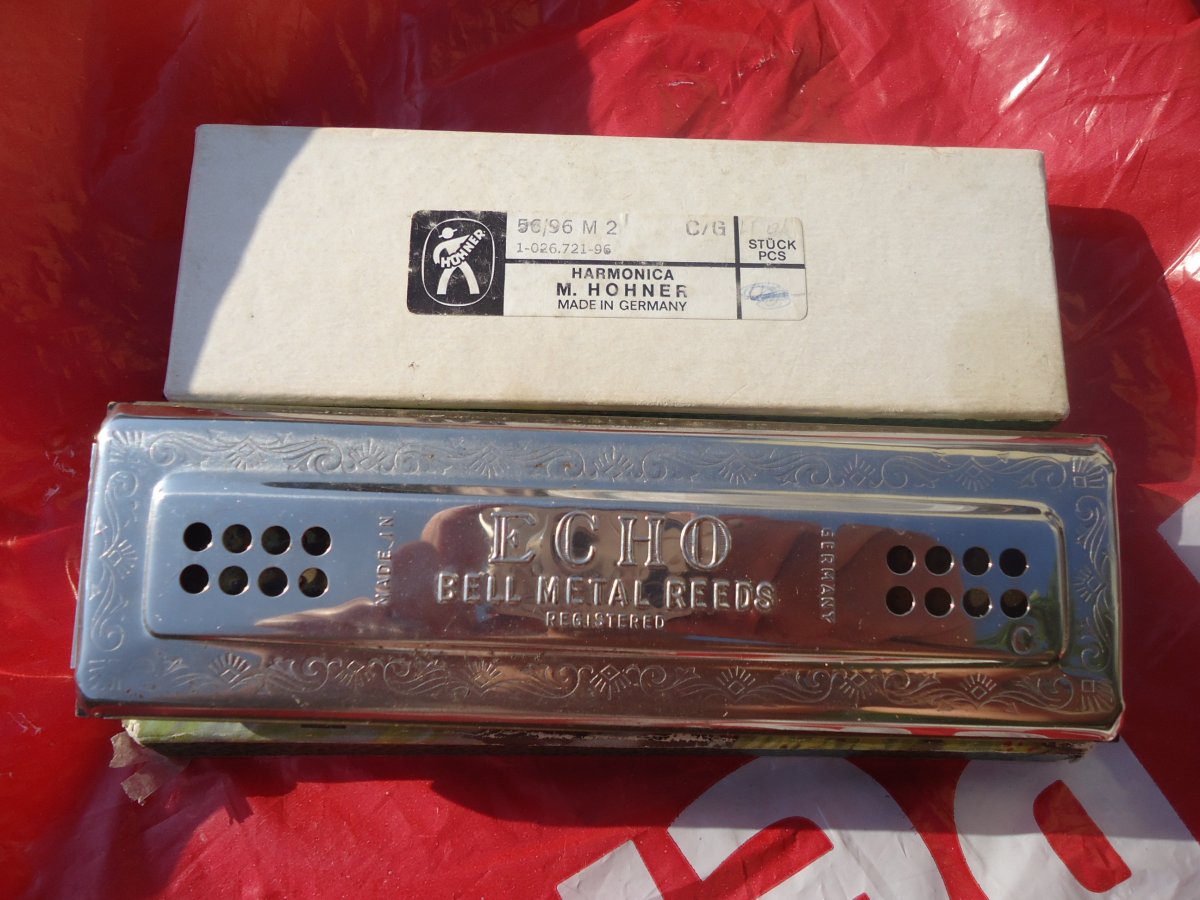 56/96 M 2 C/G
1-026.721-96
STÜCK
PCS
HOHNER
HARMONICA
M. HOHNER
MADE IN GERMANY
ECHO
MADE IN
GERMANY
BELL METAL REEDS
REGISTERED
C